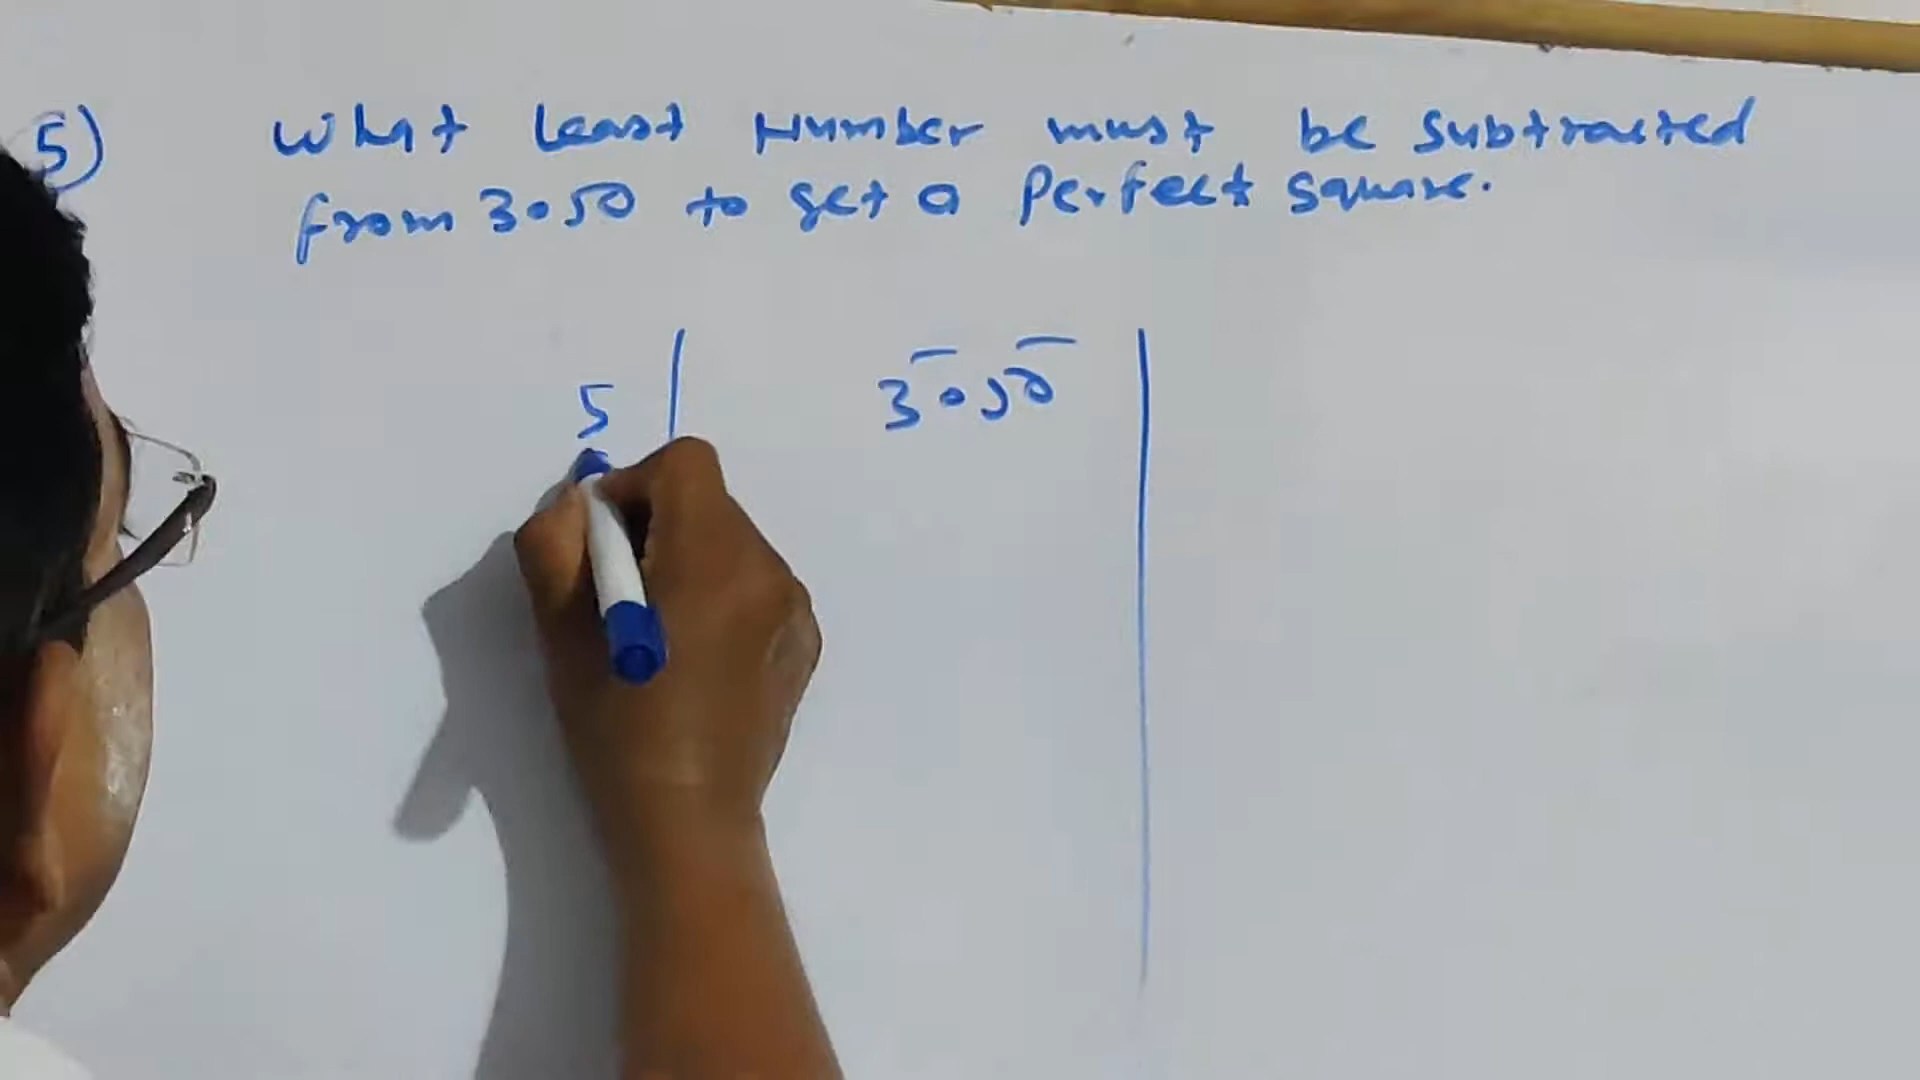 5) What least Number must be subtracted
from 3050 to get a Perfect square.
5 3050